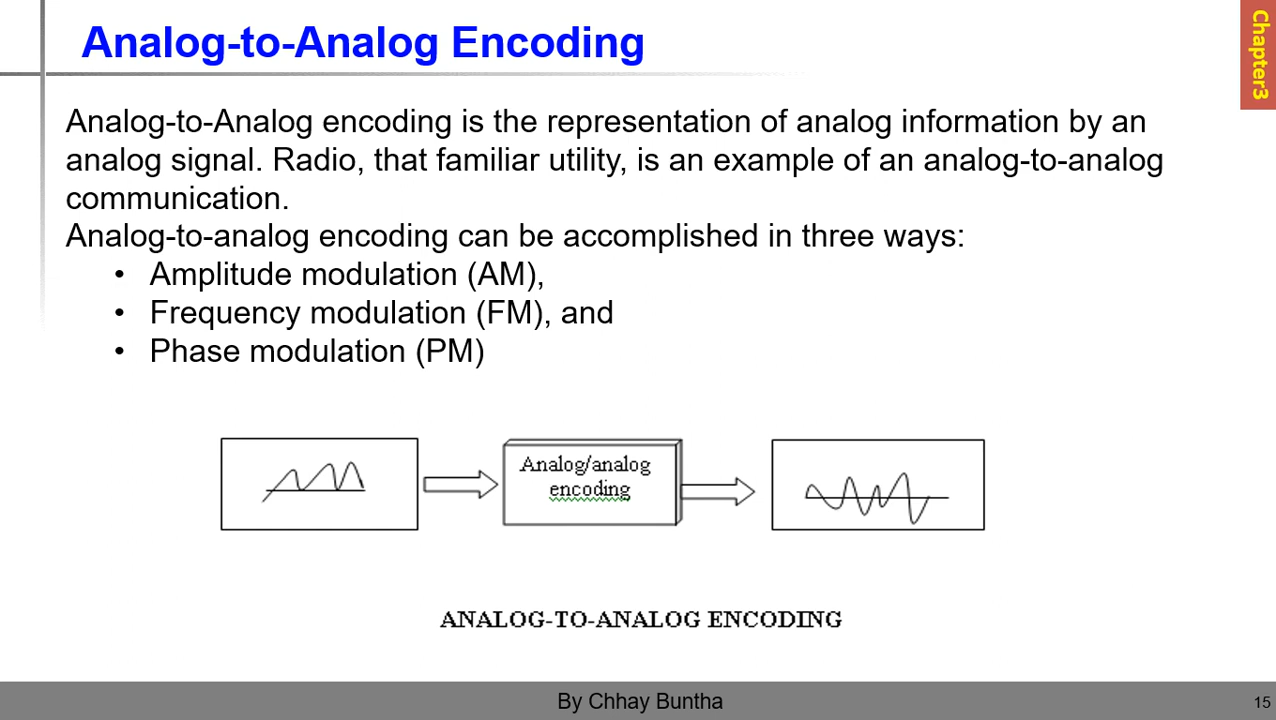 Analog-to-Analog Encoding
Chapter3
Analog-to-Analog encoding is the representation of analog information by an
analog signal. Radio, that familiar utility, is an example of an analog-to-analog
communication.
Analog-to-analog encoding can be accomplished in three ways:
• Amplitude modulation (AM),
• Frequency modulation (FM), and
• Phase modulation (PM)
Analog/analog
encoding
ANALOG-TO-ANALOG ENCODING
By Chhay Buntha
15